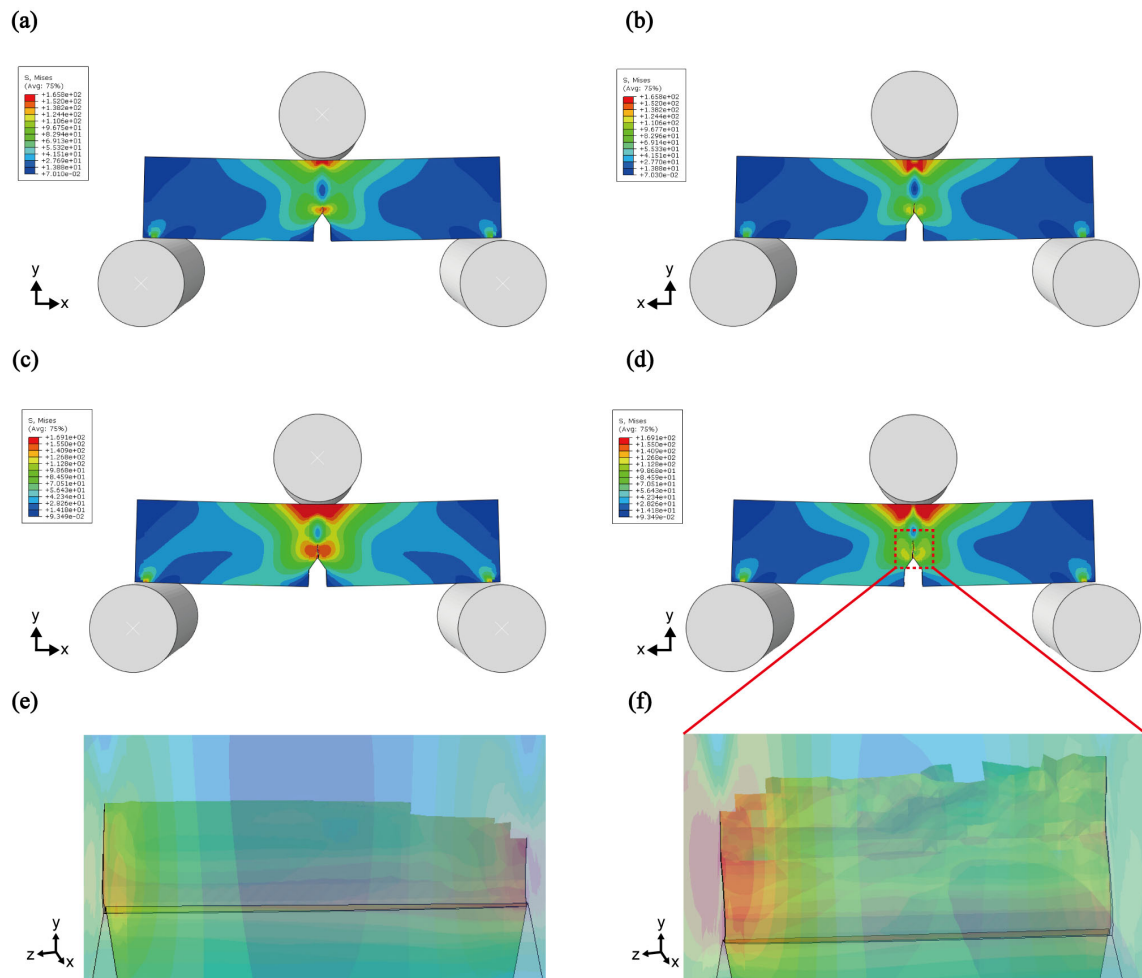 (a)
S, Mises
(Avg: 75%)
+1.658e+02
+1.520e+02
+1.382e+02
+1.244e+02
+1.106e+02
+9.675e+01
+8.294e+01
+6.913e+01
+5.532e+01
+4.151e+01
+2.769e+01
+1.388e+01
+7.010e-02
y
x
(b)
S, Mises
(Avg: 75%)
+1.658e+02
+1.520e+02
+1.382e+02
+1.244e+02
+1.106e+02
+9.677e+01
+8.296e+01
+6.914e+01
+5.533e+01
+4.151e+01
+2.770e+01
+1.388e+01
+7.030e-02
y
x
(c)
S, Mises
(Avg: 75%)
+1.691e+02
+1.550e+02
+1.409e+02
+1.268e+02
+1.128e+02
+9.868e+01
+8.459e+01
+7.051e+01
+5.643e+01
+4.234e+01
+2.826e+01
+1.418e+01
+9.349e-02
y
x
(d)
S, Mises
(Avg: 75%)
+1.691e+02
+1.550e+02
+1.409e+02
+1.268e+02
+1.128e+02
+9.868e+01
+8.459e+01
+7.051e+01
+5.643e+01
+4.234e+01
+2.826e+01
+1.418e+01
+9.349e-02
y
x
(e)
y
z
x
(f)
y
z
x